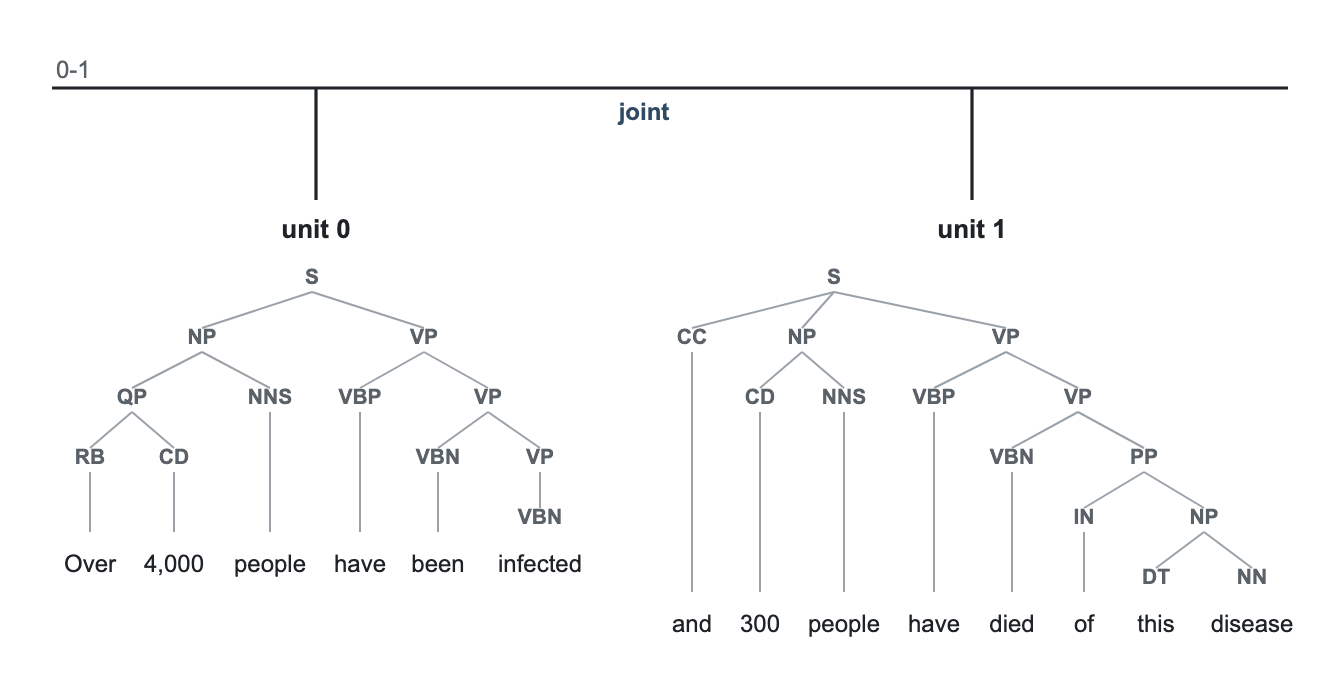 0-1
joint
unit 0 unit 1
S S
NP VP CC NP VP
QP NNS VBP VP CD NNS VBP VP
RB CD VBN VP VBN PP
VBN IN NP
Over 4,000 people have been infected
DT NN
and 300 people have died of this disease